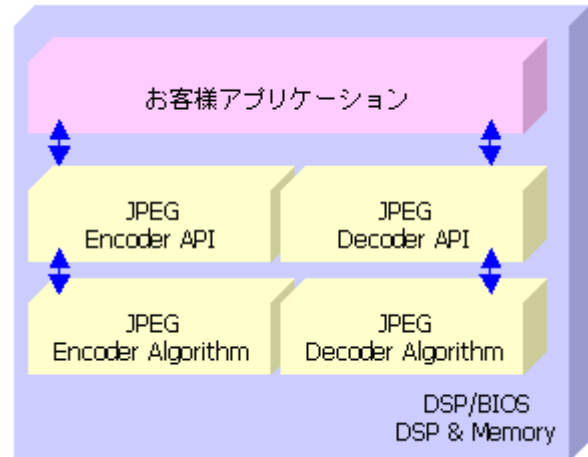 お客様アプリケーション
JPEG
Encoder API
JPEG
Decoder API
JPEG
Encoder Algorithm
JPEG
Decoder Algorithm
DSP/BIOS
DSP & Memory